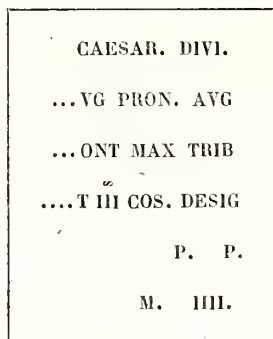 CAESAR. DIVI.
...VG PRON. AVG
...ONT MAX TRIB
....T III COS. DESIG
P. P.
M. IIII.